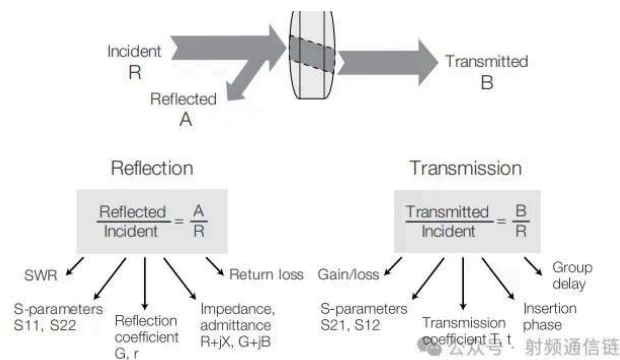 Incident
R
Reflected
A
Transmitted
B
Reflection
Transmission
Reflected
Incident
= A
R
Transmitted
Incident
= B
R
SWR
Return loss
S-parameters
S11, S22
Reflection
coefficient
G, r
Impedance,
admittance
R+jX, G+jB
Gain/loss
Group
delay
S-parameters
S21, S12
Transmission
coefficient T, t
Insertion
phase
公众号 · 射频通信链